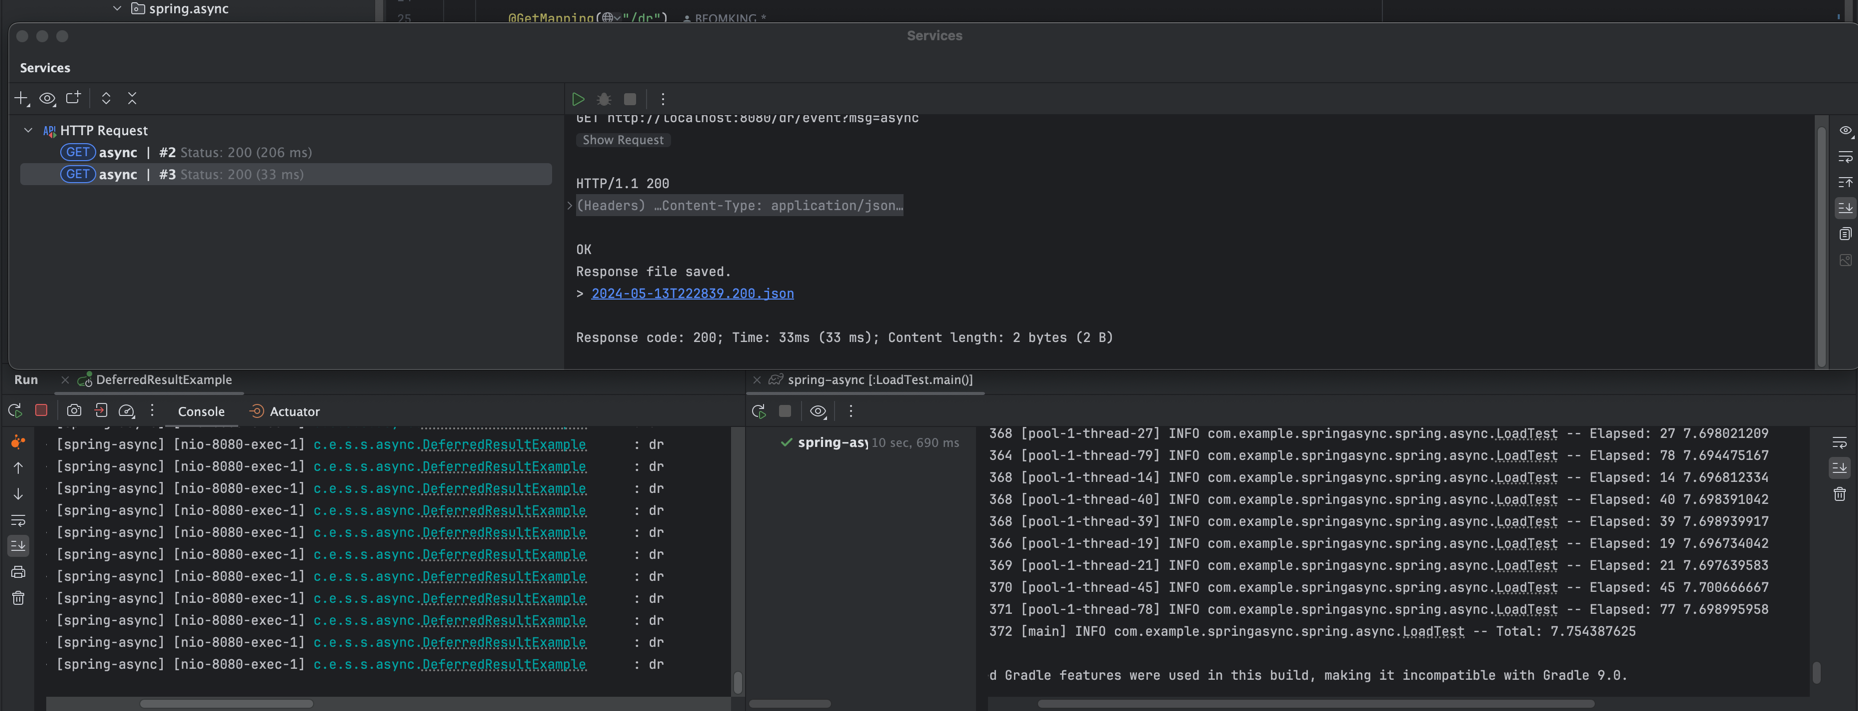 spring.async
25 @GetMapping("/dr") BEOMKING *
Services
Services
HTTP Request
GET async | #2 Status: 200 (206 ms)
GET async | #3 Status: 200 (33 ms)
GET http://localhost:8080/dr/event?msg=async
Show Request
HTTP/1.1 200
(Headers) …Content-Type: application/json…
OK
Response file saved.
> 2024-05-13T222839.200.json
Response code: 200; Time: 33ms (33 ms); Content length: 2 bytes (2 B)
Run DeferredResultExample
Console Actuator
[spring-async] [nio-8080-exec-1] c.e.s.s.async.DeferredResultExample : dr
[spring-async] [nio-8080-exec-1] c.e.s.s.async.DeferredResultExample : dr
[spring-async] [nio-8080-exec-1] c.e.s.s.async.DeferredResultExample : dr
[spring-async] [nio-8080-exec-1] c.e.s.s.async.DeferredResultExample : dr
[spring-async] [nio-8080-exec-1] c.e.s.s.async.DeferredResultExample : dr
[spring-async] [nio-8080-exec-1] c.e.s.s.async.DeferredResultExample : dr
[spring-async] [nio-8080-exec-1] c.e.s.s.async.DeferredResultExample : dr
[spring-async] [nio-8080-exec-1] c.e.s.s.async.DeferredResultExample : dr
[spring-async] [nio-8080-exec-1] c.e.s.s.async.DeferredResultExample : dr
[spring-async] [nio-8080-exec-1] c.e.s.s.async.DeferredResultExample : dr
[spring-async] [nio-8080-exec-1] c.e.s.s.async.DeferredResultExample : dr
spring-async [:LoadTest.main()]
spring-asy 10 sec, 690 ms
368 [pool-1-thread-27] INFO com.example.springasync.spring.async.LoadTest -- Elapsed: 27 7.698021209
364 [pool-1-thread-79] INFO com.example.springasync.spring.async.LoadTest -- Elapsed: 78 7.694475167
368 [pool-1-thread-14] INFO com.example.springasync.spring.async.LoadTest -- Elapsed: 14 7.696812334
368 [pool-1-thread-40] INFO com.example.springasync.spring.async.LoadTest -- Elapsed: 40 7.698391042
368 [pool-1-thread-39] INFO com.example.springasync.spring.async.LoadTest -- Elapsed: 39 7.698939917
366 [pool-1-thread-19] INFO com.example.springasync.spring.async.LoadTest -- Elapsed: 19 7.696734042
369 [pool-1-thread-21] INFO com.example.springasync.spring.async.LoadTest -- Elapsed: 21 7.697639583
370 [pool-1-thread-45] INFO com.example.springasync.spring.async.LoadTest -- Elapsed: 45 7.700666667
371 [pool-1-thread-78] INFO com.example.springasync.spring.async.LoadTest -- Elapsed: 77 7.698995958
372 [main] INFO com.example.springasync.spring.async.LoadTest -- Total: 7.754387625
d Gradle features were used in this build, making it incompatible with Gradle 9.0.